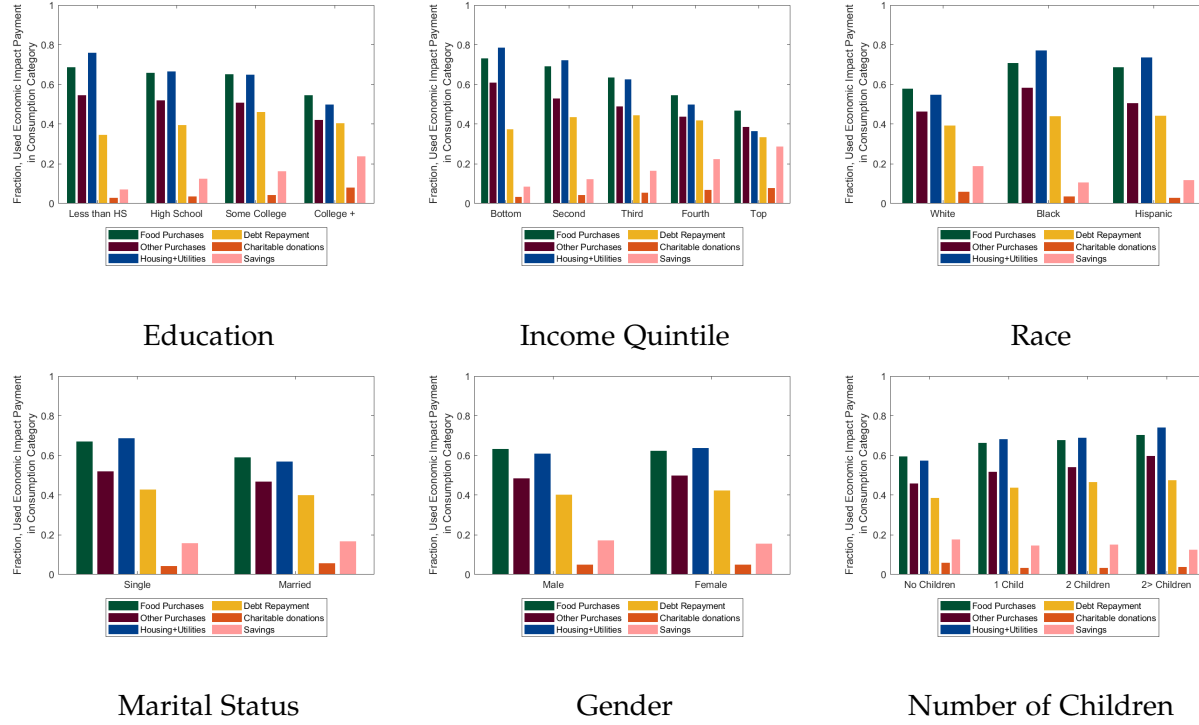 Fraction, Used Economic Impact Payment
in Consumption Category
1
0.8
0.6
0.4
0.2
0
Less than HS High School Some College College +
Food Purchases Debt Repayment
Other Purchases Charitable donations
Housing+Utilities Savings
Education
Fraction, Used Economic Impact Payment
in Consumption Category
1
0.8
0.6
0.4
0.2
0
Bottom Second Third Fourth Top
Food Purchases Debt Repayment
Other Purchases Charitable donations
Housing+Utilities Savings
Income Quintile
Fraction, Used Economic Impact Payment
in Consumption Category
1
0.8
0.6
0.4
0.2
0
White Black Hispanic
Food Purchases Debt Repayment
Other Purchases Charitable donations
Housing+Utilities Savings
Race
Fraction, Used Economic Impact Payment
in Consumption Category
1
0.8
0.6
0.4
0.2
0
Single Married
Food Purchases Debt Repayment
Other Purchases Charitable donations
Housing+Utilities Savings
Marital Status
Fraction, Used Economic Impact Payment
in Consumption Category
1
0.8
0.6
0.4
0.2
0
Male Female
Food Purchases Debt Repayment
Other Purchases Charitable donations
Housing+Utilities Savings
Gender
Fraction, Used Economic Impact Payment
in Consumption Category
1
0.8
0.6
0.4
0.2
0
No Children 1 Child 2 Children 2> Children
Food Purchases Debt Repayment
Other Purchases Charitable donations
Housing+Utilities Savings
Number of Children